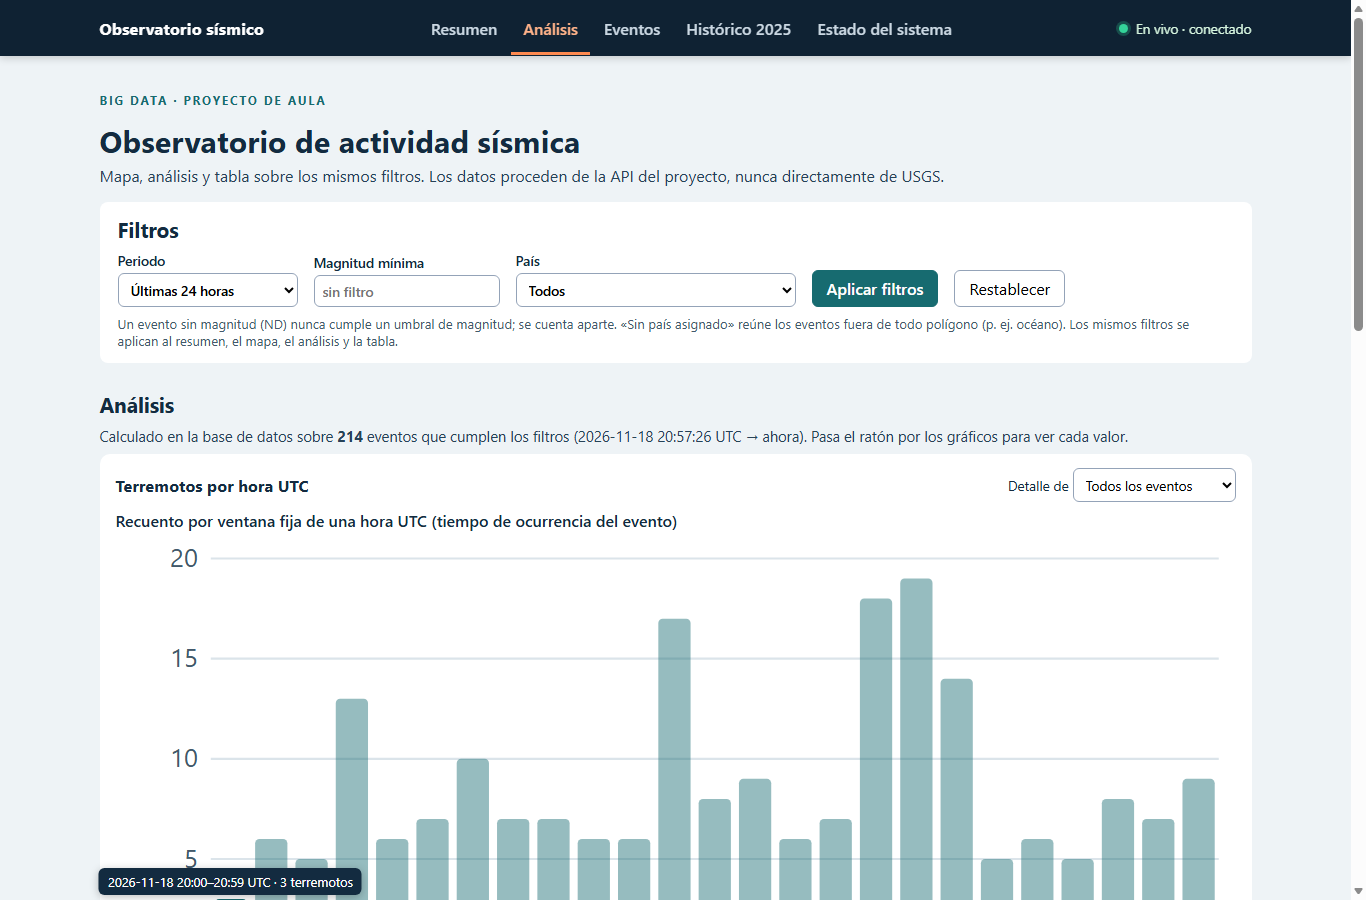 Observatorio sísmico
Resumen
Análisis
Eventos
Histórico 2025
Estado del sistema
En vivo · conectado
BIG DATA · PROYECTO DE AULA
Observatorio de actividad sísmica
Mapa, análisis y tabla sobre los mismos filtros. Los datos proceden de la API del proyecto, nunca directamente de USGS.
Filtros
Periodo
Últimas 24 horas
Magnitud mínima
sin filtro
País
Todos
Aplicar filtros
Restablecer
Un evento sin magnitud (ND) nunca cumple un umbral de magnitud; se cuenta aparte. «Sin país asignado» reúne los eventos fuera de todo polígono (p. ej. océano). Los mismos filtros se
aplican al resumen, el mapa, el análisis y la tabla.
Análisis
Calculado en la base de datos sobre 214 eventos que cumplen los filtros (2026-11-18 20:57:26 UTC → ahora). Pasa el ratón por los gráficos para ver cada valor.
Terremotos por hora UTC
Detalle de
Todos los eventos
Recuento por ventana fija de una hora UTC (tiempo de ocurrencia del evento)
20
15
10
5
2026-11-18 20:00–20:59 UTC · 3 terremotos